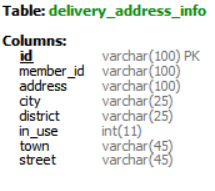 Table: delivery_address_info
Columns:
id varchar(100) PK
member_id varchar(100)
address varchar(100)
city varchar(25)
district varchar(25)
in_use int(11)
town varchar(45)
street varchar(45)